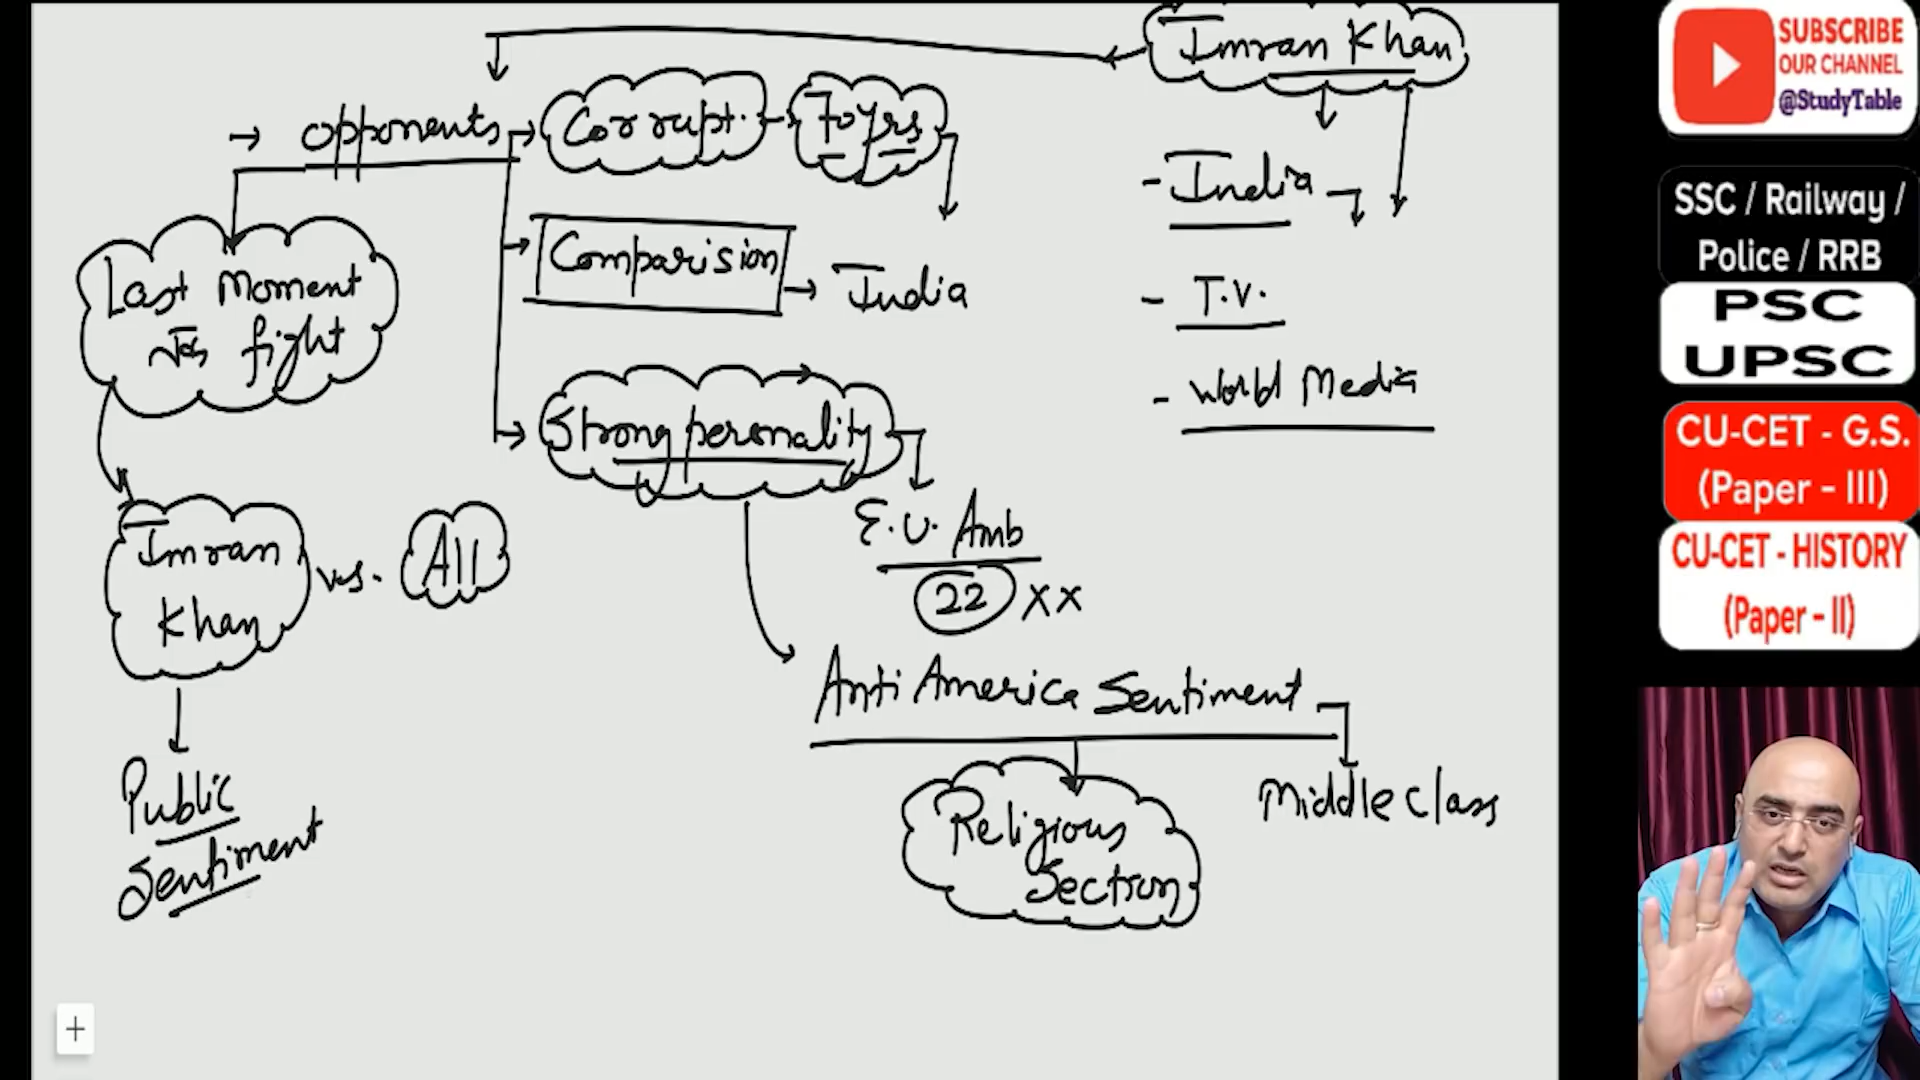 Imran Khan
→ opponents
Corrupt.
70yrs
- India
Comparision
India
- T.V.
Last Moment
fight
- World Media
Strong personality
E.U. Amb
22 XX
Imran
Khan
vs.
All
Anti America Sentiment
Public
Sentiment
Religious
Section
Middle class
+
SUBSCRIBE
OUR CHANNEL
@StudyTable
SSC / Railway /
Police / RRB
PSC
UPSC
CU-CET - G.S.
(Paper - III)
CU-CET - HISTORY
(Paper - II)